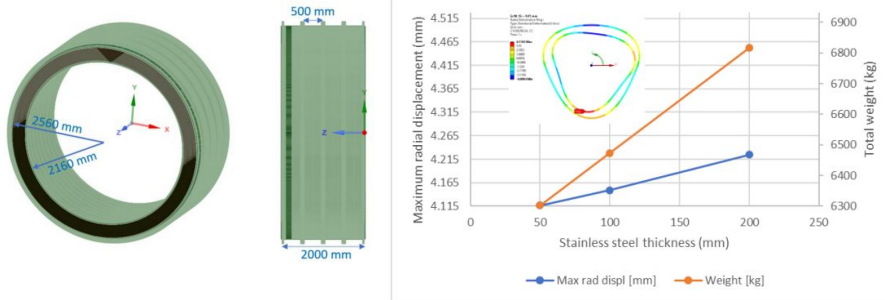 500 mm
2560 mm
2160 mm
Y
X
Z
Y
Z
2000 mm
Maximum radial displacement (mm)
4.515
4.465
4.415
4.365
4.315
4.265
4.215
4.165
4.115
6900
6800
6700
6600
6500
6400
6300
Total weight (kg)
0
50
100
150
200
250
Stainless steel thickness (mm)
Max rad displ [mm]
Weight [kg]